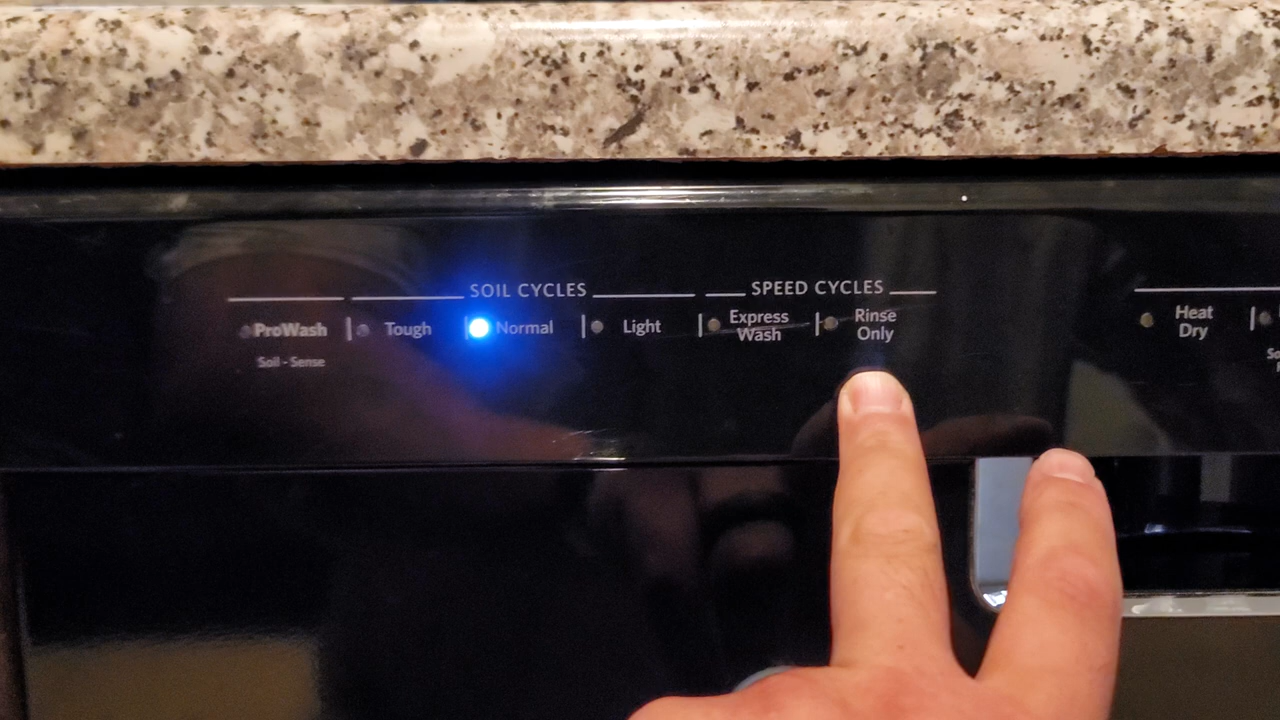 SOIL CYCLES
SPEED CYCLES
ProWash
Soil - Sense
Tough
Normal
Light
Express
Wash
Rinse
Only
Heat
Dry